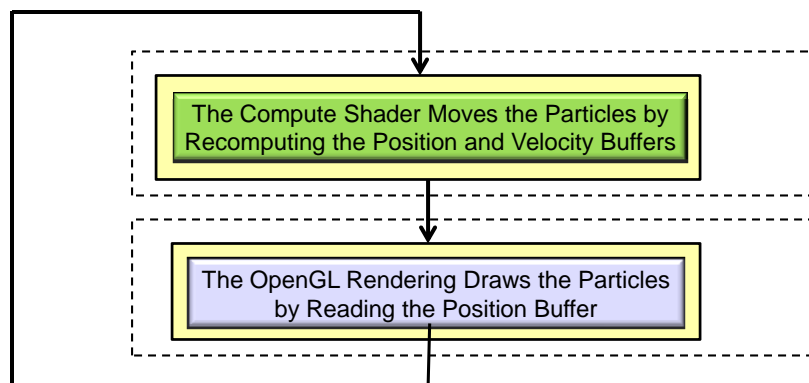 The Compute Shader Moves the Particles by
Recomputing the Position and Velocity Buffers
The OpenGL Rendering Draws the Particles
by Reading the Position Buffer